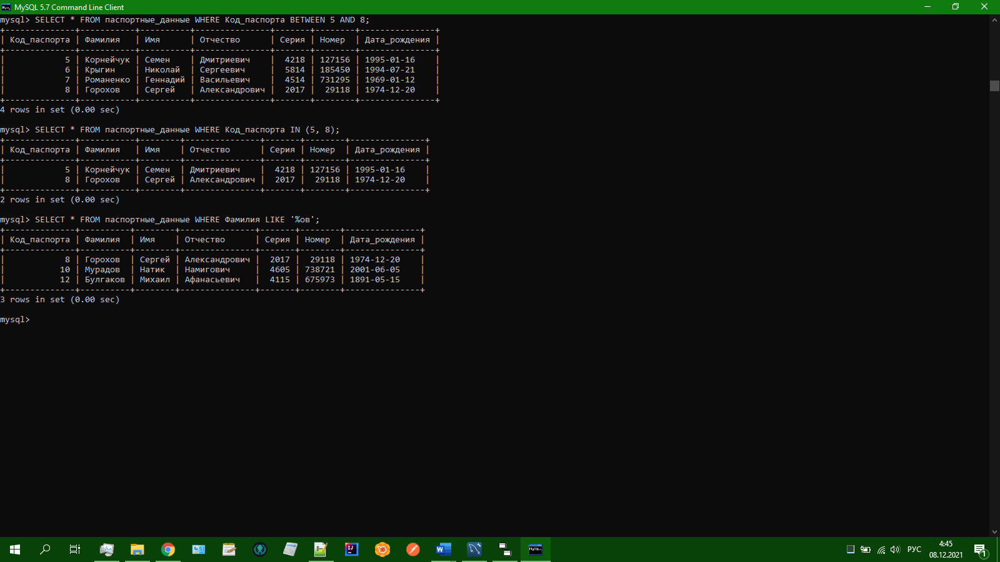 MySQL 5.7 Command Line Client
mysql> SELECT * FROM паспортные_данные WHERE Код_паспорта BETWEEN 5 AND 8;
+--------------+-----------+----------+---------------+-------+--------+---------------+
| Код_паспорта | Фамилия   | Имя      | Отчество      | Серия | Номер  | Дата_рождения |
+--------------+-----------+----------+---------------+-------+--------+---------------+
|            5 | Корнейчук | Семен    | Дмитриевич    |  4218 | 127156 | 1995-01-16    |
|            6 | Крыгин    | Николай  | Сергеевич     |  5814 | 185450 | 1994-07-21    |
|            7 | Романенко | Геннадий | Васильевич    |  4514 | 731295 | 1969-01-12    |
|            8 | Горохов   | Сергей   | Александрович |  2017 |  29118 | 1974-12-20    |
+--------------+-----------+----------+---------------+-------+--------+---------------+
4 rows in set (0.00 sec)
mysql> SELECT * FROM паспортные_данные WHERE Код_паспорта IN (5, 8);
+--------------+-----------+--------+---------------+-------+--------+---------------+
| Код_паспорта | Фамилия   | Имя    | Отчество      | Серия | Номер  | Дата_рождения |
+--------------+-----------+--------+---------------+-------+--------+---------------+
|            5 | Корнейчук | Семен  | Дмитриевич    |  4218 | 127156 | 1995-01-16    |
|            8 | Горохов   | Сергей | Александрович |  2017 |  29118 | 1974-12-20    |
+--------------+-----------+--------+---------------+-------+--------+---------------+
2 rows in set (0.00 sec)
mysql> SELECT * FROM паспортные_данные WHERE Фамилия LIKE '%ов';
+--------------+----------+--------+---------------+-------+--------+---------------+
| Код_паспорта | Фамилия  | Имя    | Отчество      | Серия | Номер  | Дата_рождения |
+--------------+----------+--------+---------------+-------+--------+---------------+
|            8 | Горохов  | Сергей | Александрович |  2017 |  29118 | 1974-12-20    |
|           10 | Мурадов  | Натик  | Намигович     |  4605 | 738721 | 2001-06-05    |
|           12 | Булгаков | Михаил | Афанасьевич   |  4115 | 675973 | 1891-05-15    |
+--------------+----------+--------+---------------+-------+--------+---------------+
3 rows in set (0.00 sec)
mysql>
РУС
4:45
08.12.2021
1